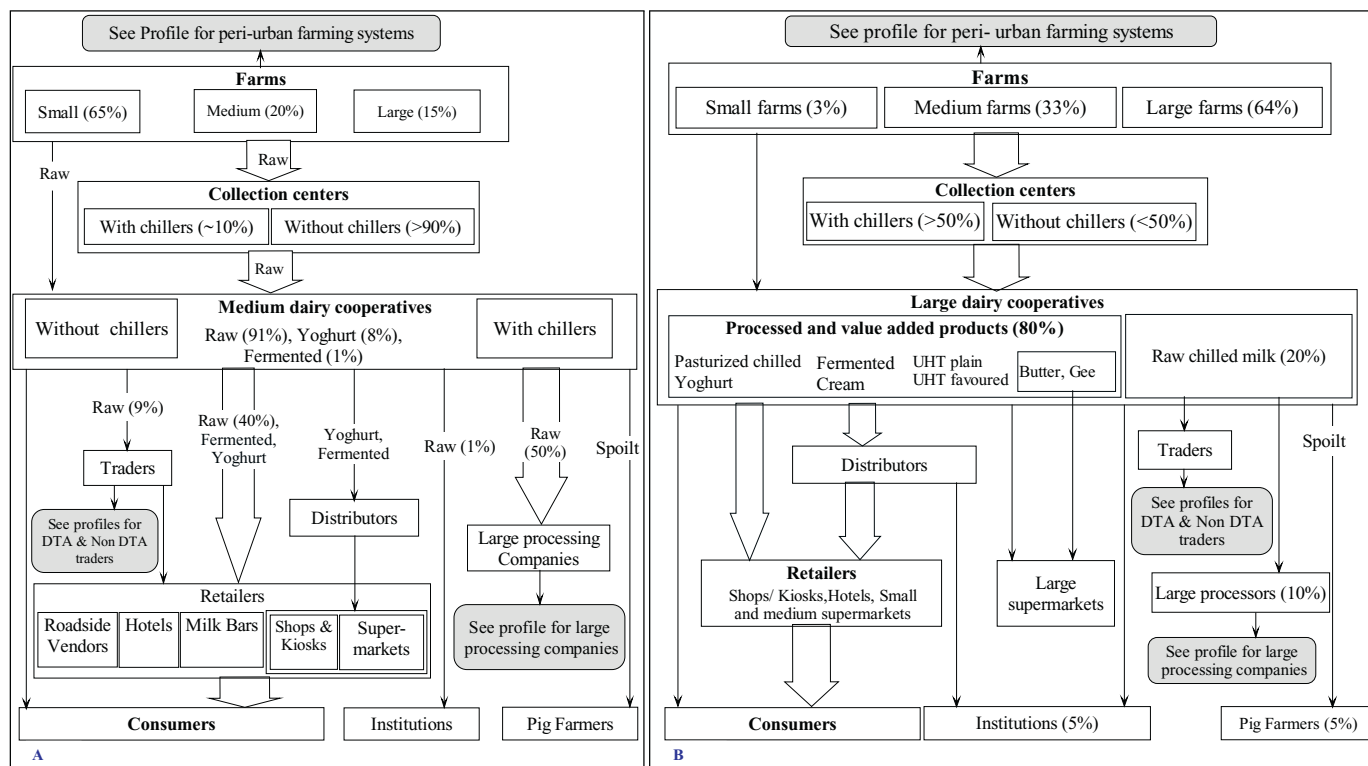 See Profile for peri-urban farming systems
Farms
Small (65%)
Medium (20%)
Large (15%)
Raw
Raw
Collection centers
With chillers (~10%)
Without chillers (>90%)
Raw
Medium dairy cooperatives
Without chillers
Raw (91%), Yoghurt (8%),
Fermented (1%)
With chillers
Raw (9%)
Raw (40%),
Fermented,
Yoghurt
Yoghurt,
Fermented
Raw (1%)
Raw
(50%)
Spoilt
Traders
See profiles for
DTA & Non DTA
traders
Distributors
Large processing
Companies
See profile for large
processing companies
Retailers
Roadside
Vendors
Hotels
Milk Bars
Shops &
Kiosks
Super-
markets
Consumers
Institutions
Pig Farmers
A
See profile for peri- urban farming systems
Farms
Small farms (3%)
Medium farms (33%)
Large farms (64%)
Collection centers
With chillers (>50%)
Without chillers (<50%)
Large dairy cooperatives
Processed and value added products (80%)
Pasturized chilled
Yoghurt
Fermented
Cream
UHT plain
UHT favoured
Butter, Gee
Raw chilled milk (20%)
Distributors
Traders
Spoilt
See profiles for
DTA & Non DTA
traders
Retailers
Shops/ Kiosks,Hotels, Small
and medium supermarkets
Large
supermarkets
Large processors (10%)
See profile for large
processing companies
Consumers
Institutions (5%)
Pig Farmers (5%)
B